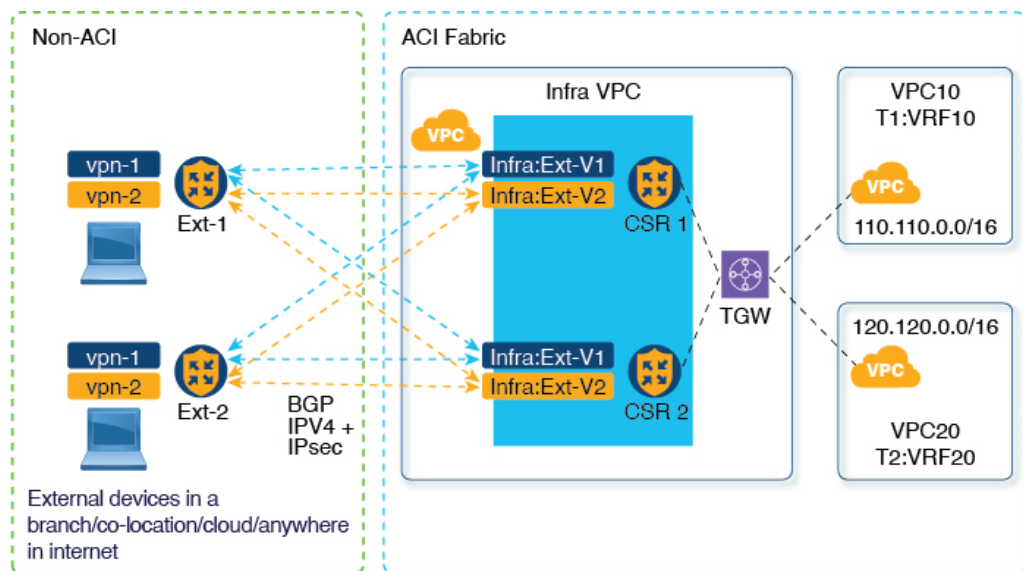 Non-ACI
vpn-1
vpn-2
Ext-1
vpn-1
vpn-2
Ext-2
BGP
IPV4 +
IPsec
External devices in a
branch/co-location/cloud/anywhere
in internet
ACI Fabric
Infra VPC
VPC
Infra:Ext-V1
Infra:Ext-V2
CSR 1
Infra:Ext-V1
Infra:Ext-V2
CSR 2
TGW
VPC10
T1:VRF10
VPC
110.110.0.0/16
120.120.0.0/16
VPC
VPC20
T2:VRF20